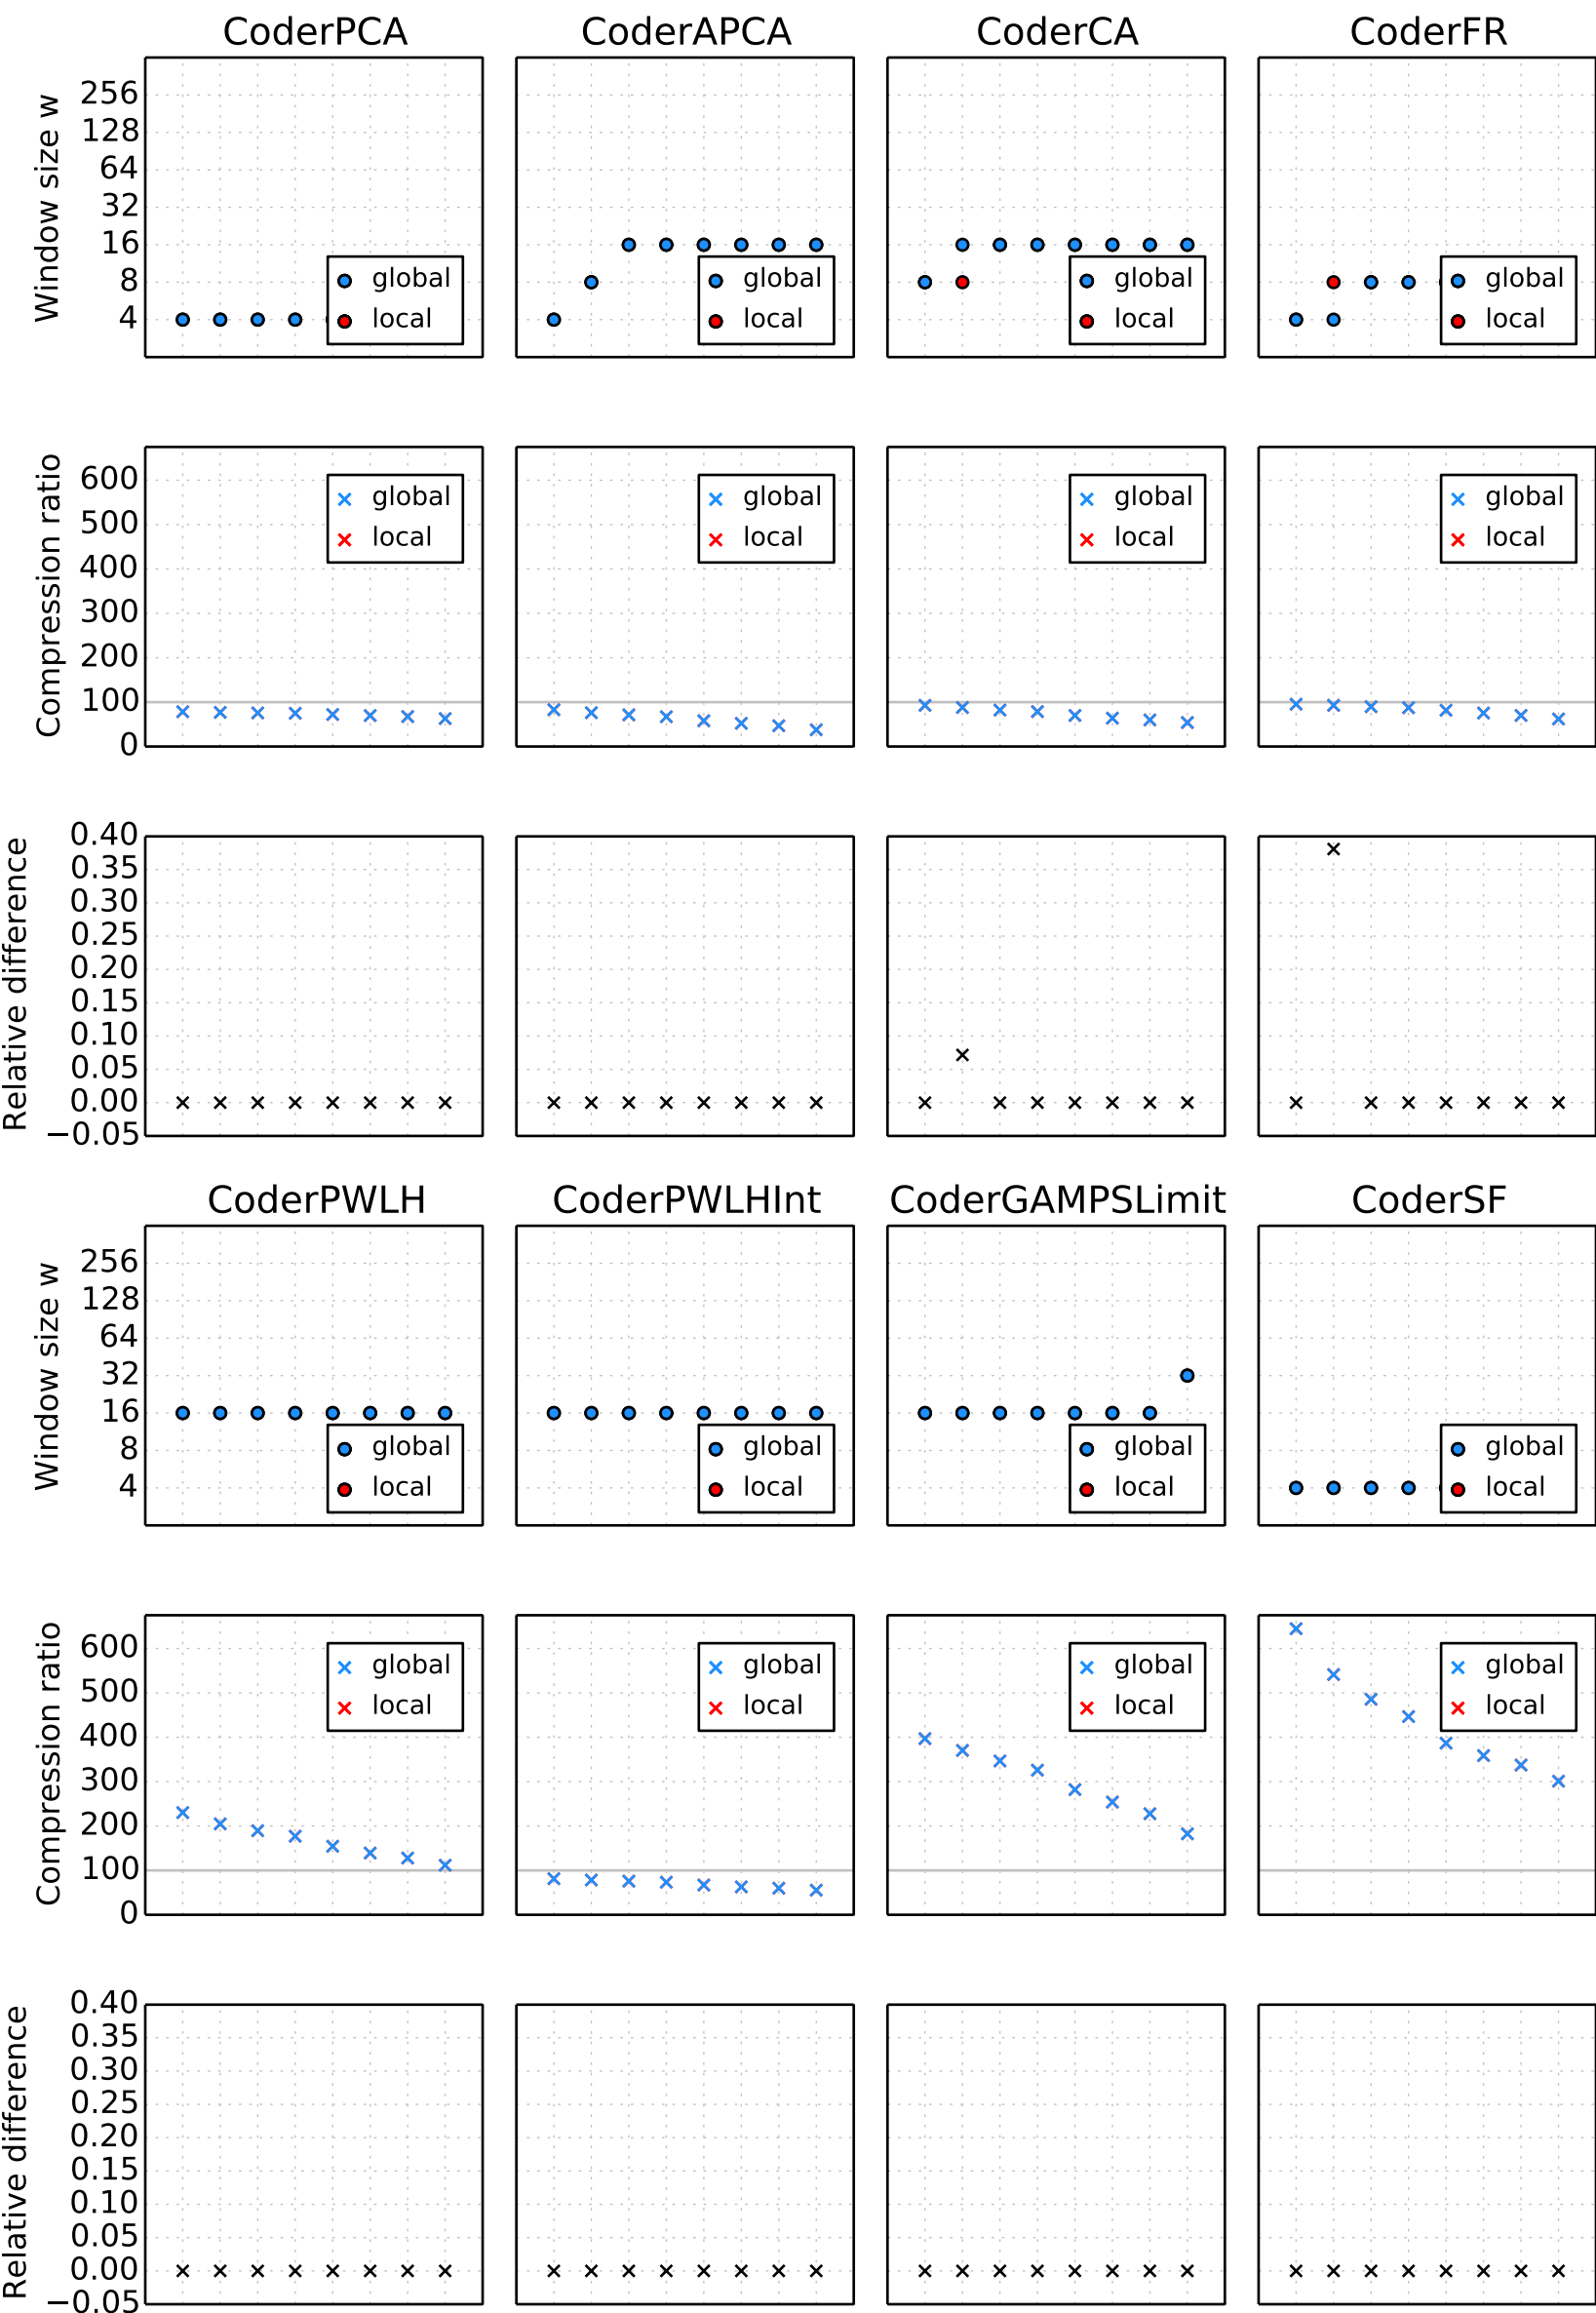 CoderPCA CoderAPCA CoderCA CoderFR
Window size w
256
128
64
32
16
8
4
global
local
global
local
global
local
global
local
Compression ratio
600
500
400
300
200
100
0
global
local
global
local
global
local
global
local
Relative difference
0.40
0.35
0.30
0.25
0.20
0.15
0.10
0.05
0.00
−0.05
CoderPWLH CoderPWLHInt CoderGAMPSLimit CoderSF
Window size w
256
128
64
32
16
8
4
global
local
global
local
global
local
global
local
Compression ratio
600
500
400
300
200
100
0
global
local
global
local
global
local
global
local
Relative difference
0.40
0.35
0.30
0.25
0.20
0.15
0.10
0.05
0.00
−0.05